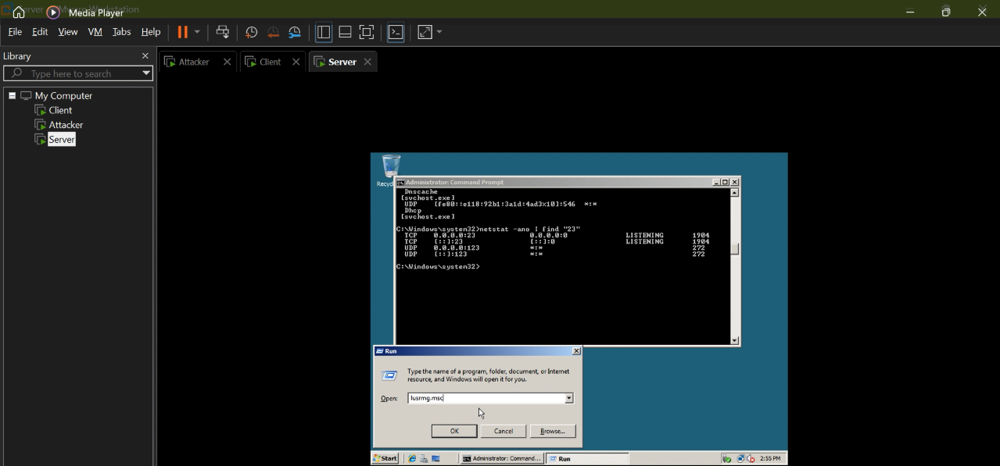 Media Player
File Edit View VM Tabs Help
Library
Type here to search
My Computer
Client
Attacker
Server
Attacker
Client
Server
Administrator: Command Prompt
Dnscache
[svchost.exe]
UDP [fe80::e118:92b1:3a1d:4ad3%10]:546 *:*
Dhcp
[svchost.exe]
C:\Windows\system32>netstat -ano | find "23"
TCP 0.0.0.0:23 0.0.0.0:0 LISTENING 1904
TCP [::]:23 [::]:0 LISTENING 1904
UDP 0.0.0.0:123 *:* 272
UDP [::]:123 *:* 272
C:\Windows\system32>
Run
Type the name of a program, folder, document, or Internet
resource, and Windows will open it for you.
Open: lusrmg.msc
OK Cancel Browse...
Start Administrator: Command... Run 2:55 PM